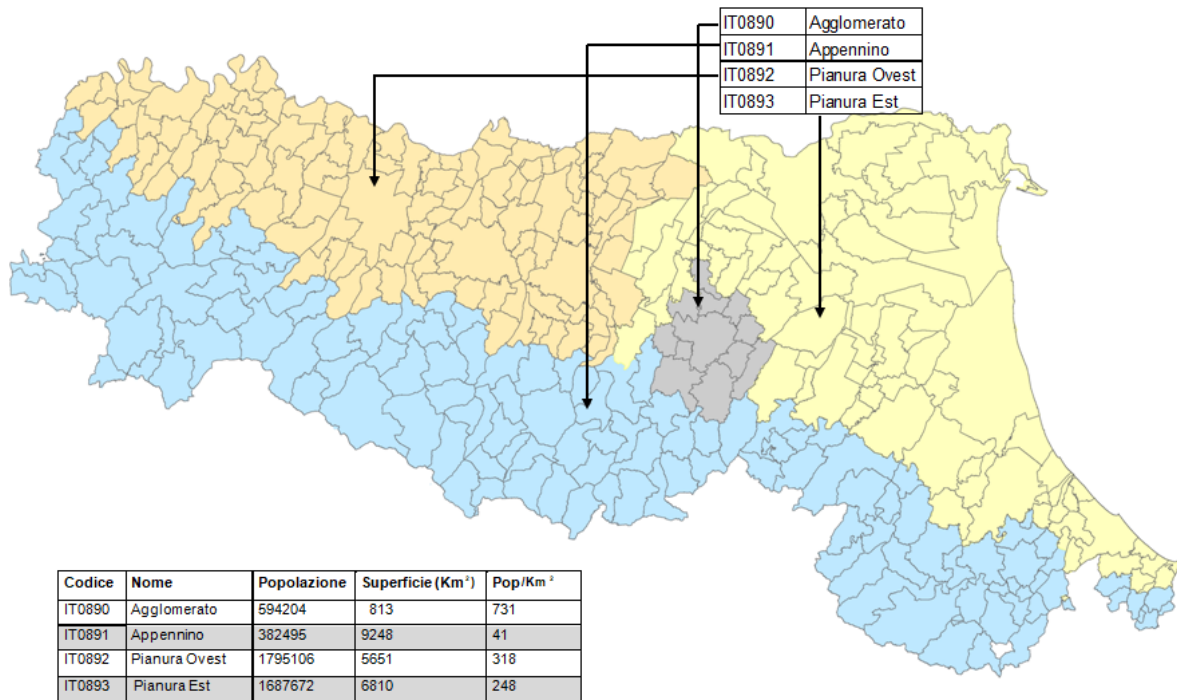 IT0890 Agglomerato
IT0891 Appennino
IT0892 Pianura Ovest
IT0893 Pianura Est
Codice Nome Popolazione Superficie (Km²) Pop/Km²
IT0890 Agglomerato 594204 813 731
IT0891 Appennino 382495 9248 41
IT0892 Pianura Ovest 1795106 5651 318
IT0893 Pianura Est 1687672 6810 248